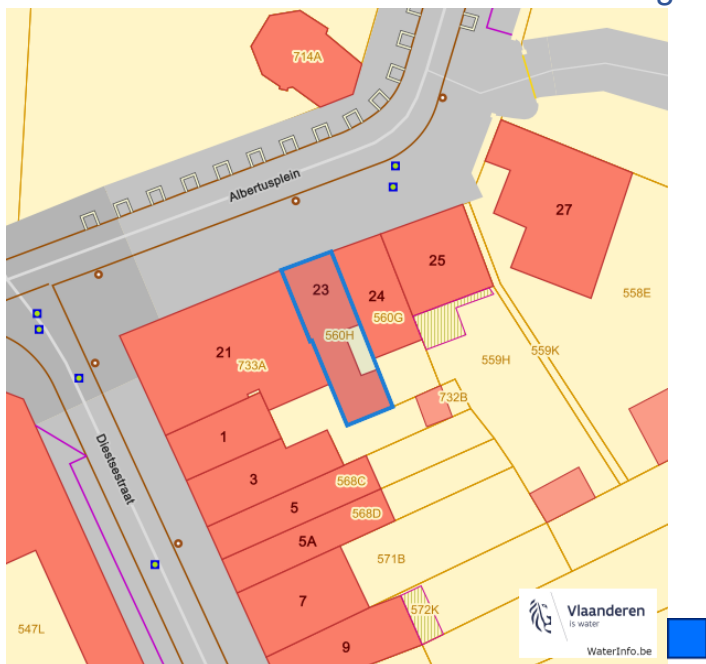 714A
Albertusplein
27
25
23
24
558E
560G
560H
21
733A
559K
559H
732B
1
Diestsestraat
3
568C
5
568D
5A
571B
7
572K
Vlaanderen
is water
547L
9
WaterInfo.be